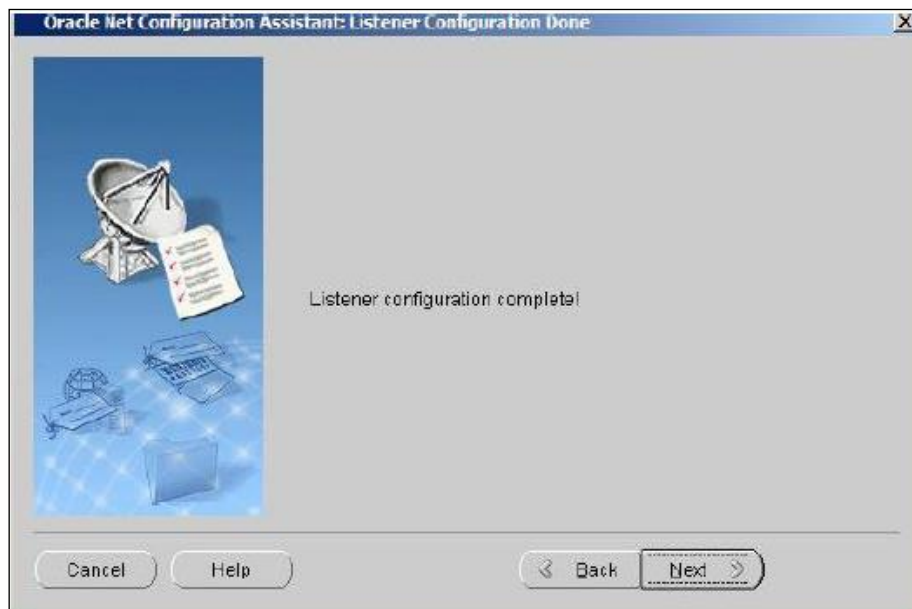 Oracle Net Configuration Assistant: Listener Configuration Done
Listener configuration complete!
Cancel
Help
Back
Next